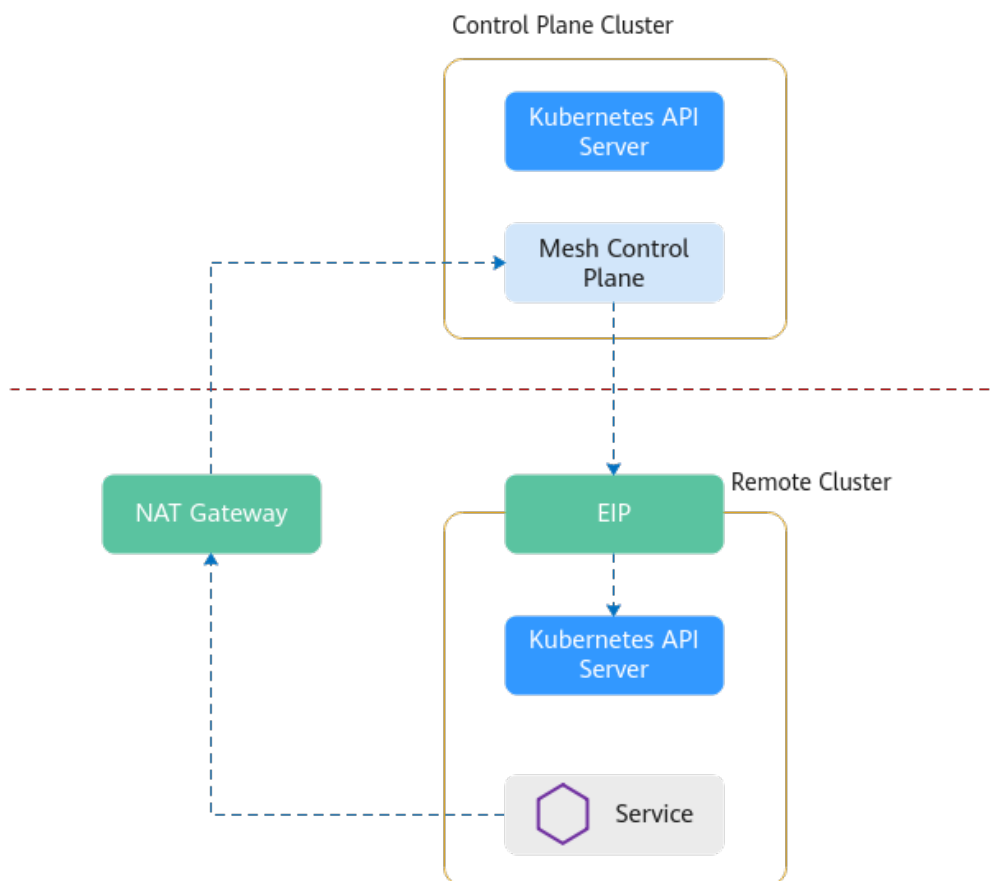 Control Plane Cluster
Kubernetes API
Server
Mesh Control
Plane
Remote Cluster
NAT Gateway
EIP
Kubernetes API
Server
Service